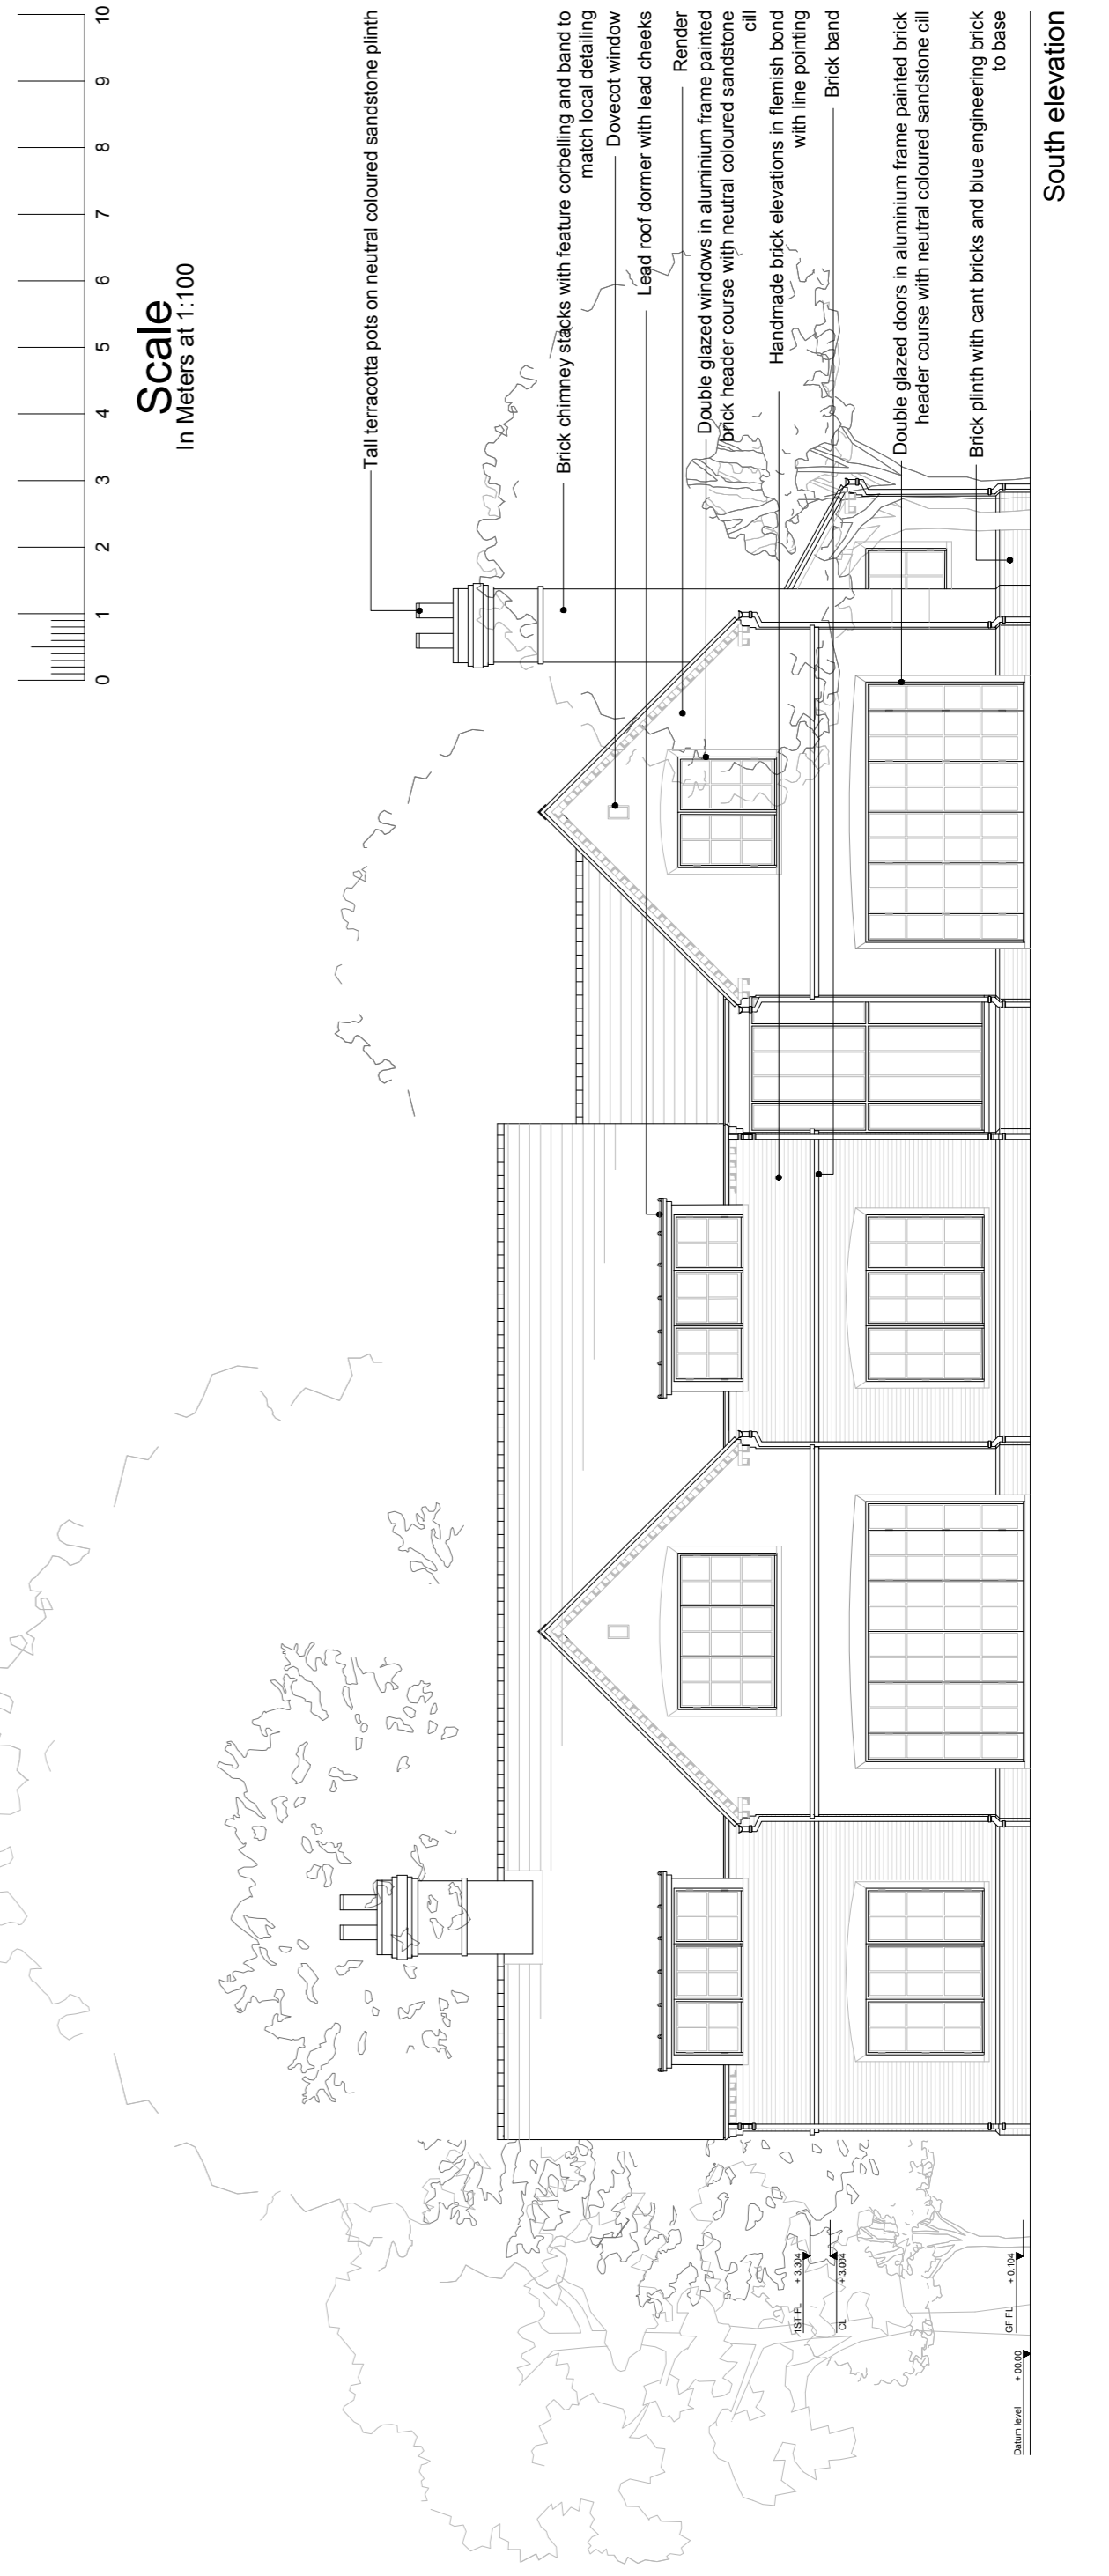 0 1 2 3 4 5 6 7 8 9 10
Scale
In Meters at 1:100
Tall terracotta pots on neutral coloured sandstone plinth
Brick chimney stacks with feature corbelling and band to
match local detailing
Dovecot window
Lead roof dormer with lead cheeks
Render
Double glazed windows in aluminium frame painted
brick header course with neutral coloured sandstone
cill
Handmade brick elevations in flemish bond
with line pointing
Brick band
Double glazed doors in aluminium frame painted brick
header course with neutral coloured sandstone cill
Brick plinth with cant bricks and blue engineering brick
to base
1ST FL + 3.304
CL + 3.004
GF FL + 0.104
Datum level + 00.00
South elevation